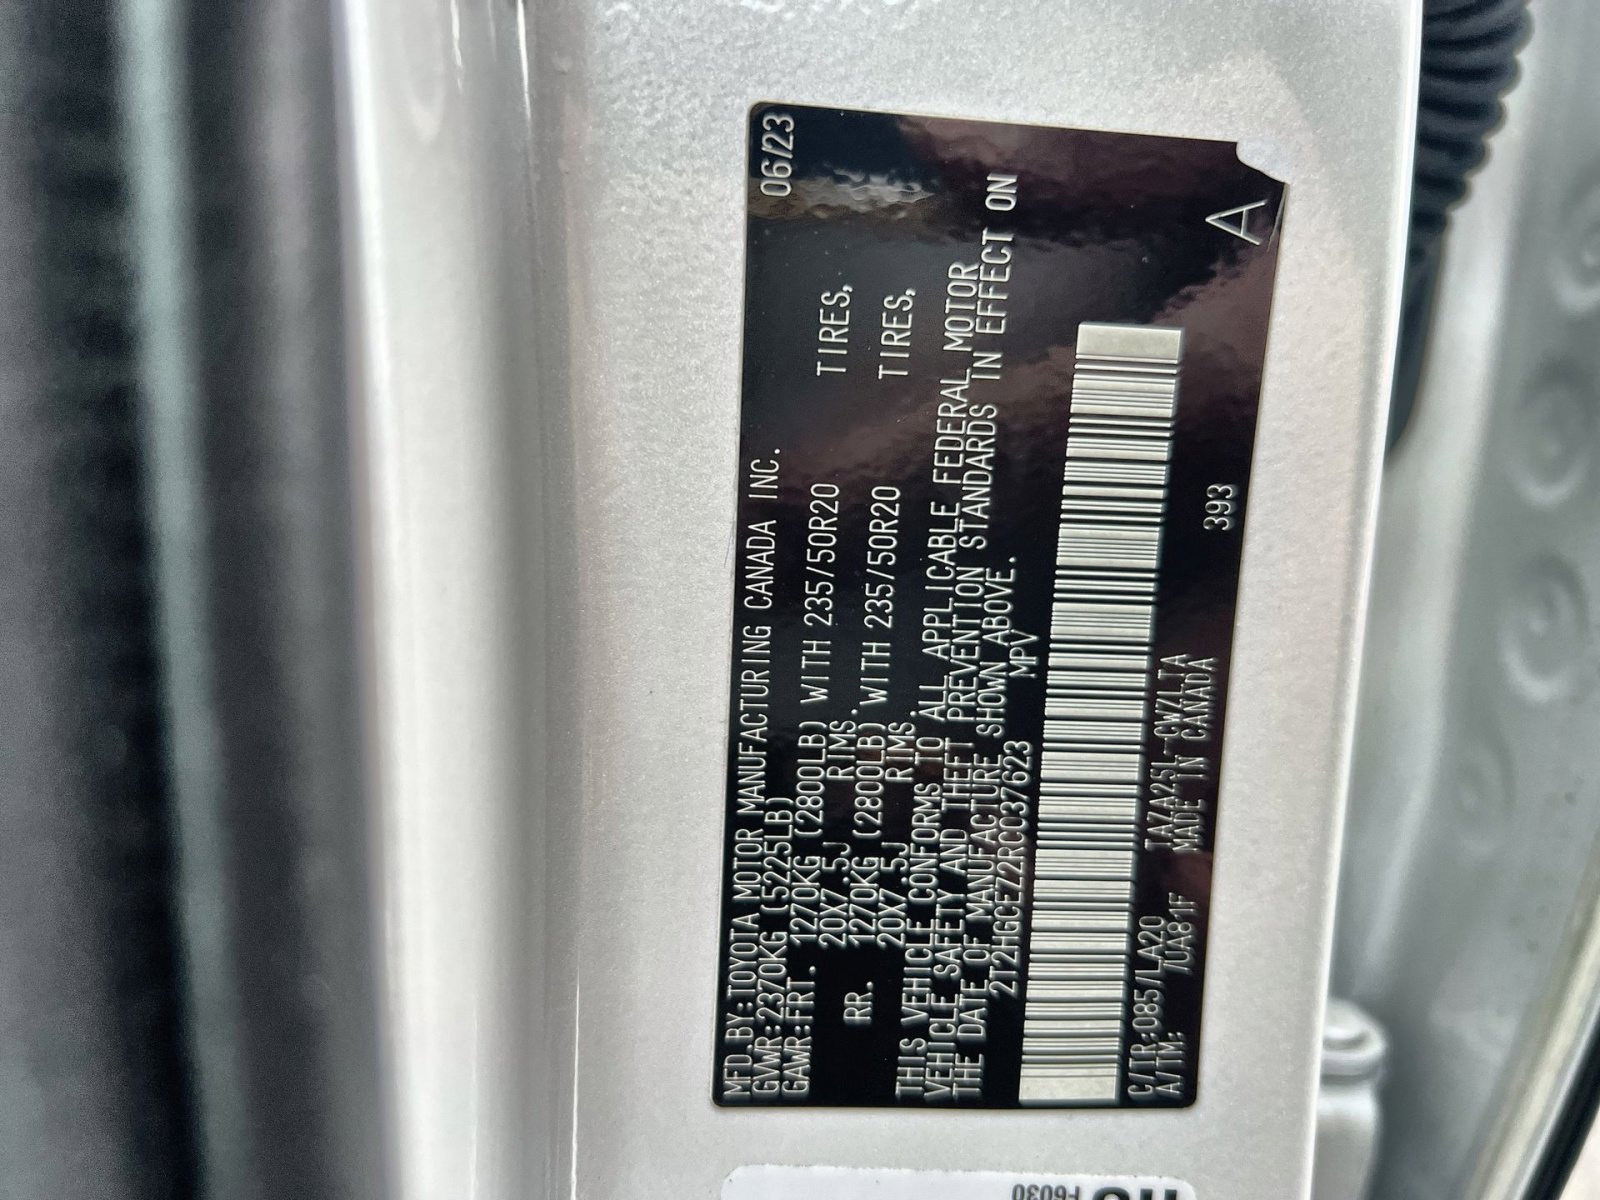 MFD.BY:TOYOTA MOTOR MANUFACTURING CANADA INC. 06/23
GVWR:2370KG (5225LB)
GAWR:FRT. 1270KG (2800LB) WITH 235/50R20 TIRES,
20X7.5J RIMS.
RR. 1270KG (2800LB) WITH 235/50R20 TIRES,
20X7.5J RIMS.
THIS VEHICLE CONFORMS TO ALL APPLICABLE FEDERAL MOTOR
VEHICLE SAFETY AND THEFT PREVENTION STANDARDS IN EFFECT ON
THE DATE OF MANUFACTURE SHOWN ABOVE.
2T2HGCEZ2RC037623 MPV
C/TR:085/LA20 TAZA25L-CWZLTA
A/TM: /UA81F MADE IN CANADA 393 A
F6030